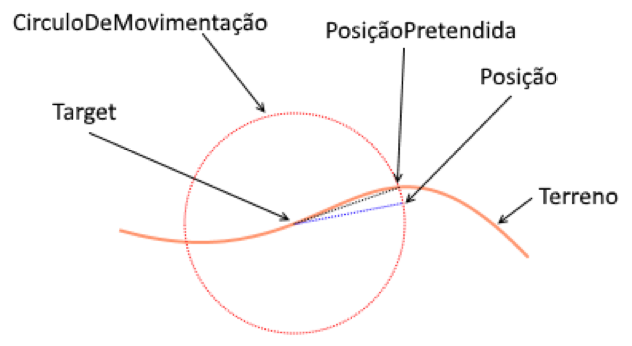 CirculoDeMovimentação
PosiçãoPretendida
Posição
Target
Terreno